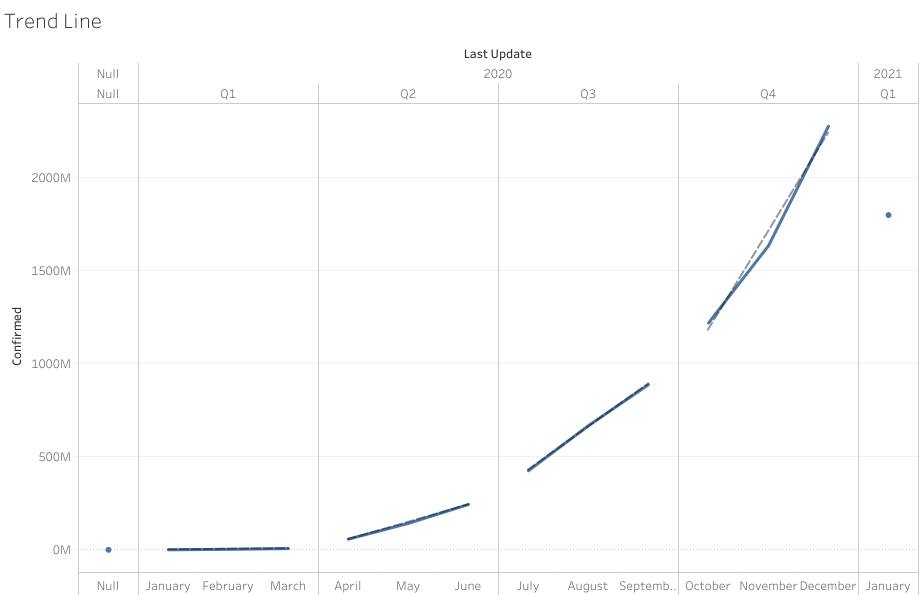 Trend Line
Last Update
Null 2020 2021
Null Q1 Q2 Q3 Q4 Q1
Confirmed
2000M
1500M
1000M
500M
0M
Null January February March April May June July August Septemb.. October November December January